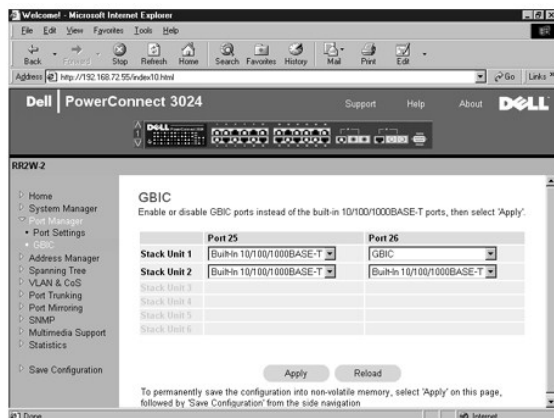 Welcome! - Microsoft Internet Explorer
File Edit View Favorites Tools Help
Back Forward Stop Refresh Home Search Favorites History Mail Print Edit
Address http://192.168.72.55/index10.html Go Links »
Dell PowerConnect 3024 Support Help About DELL
DELL
1
RR2W-2
Home
System Manager
Port Manager
Port Settings
GBIC
Address Manager
Spanning Tree
VLAN & CoS
Port Trunking
Port Mirroring
SNMP
Multimedia Support
Statistics
Save Configuration
GBIC
Enable or disable GBIC ports instead of the built-in 10/100/1000BASE-T ports, then select 'Apply'.
Port 25 Port 26
Stack Unit 1 Built-In 10/100/1000BASE-T GBIC
Stack Unit 2 Built-In 10/100/1000BASE-T Built-In 10/100/1000BASE-T
Stack Unit 3
Stack Unit 4
Stack Unit 5
Stack Unit 6
Apply Reload
To permanently save the configuration into non-volatile memory, select 'Apply' on this page,
followed by 'Save Configuration' from the side navigation
Done Internet